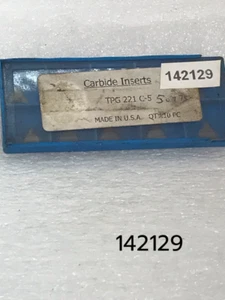 Carbide Inserts
142129
TPG 221 C-5
MADE IN U.S.A. QTY.10 PC
142129